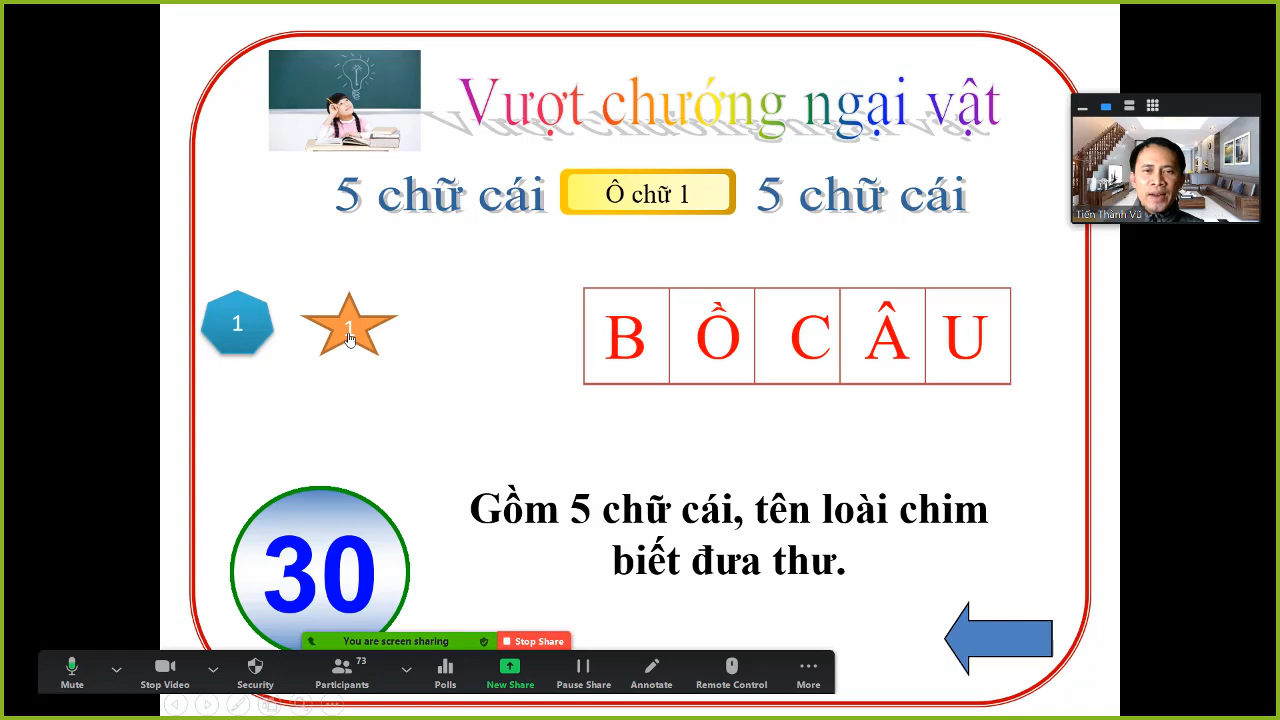 Vượt chướng ngại vật
5 chữ cái
Ô chữ 1
5 chữ cái
Tiến Thành Vũ
1
1
B Ồ C Â U
Gồm 5 chữ cái, tên loài chim
biết đưa thư.
30
You are screen sharing
Stop Share
73
Mute
Stop Video
Security
Participants
Polls
New Share
Pause Share
Annotate
Remote Control
More